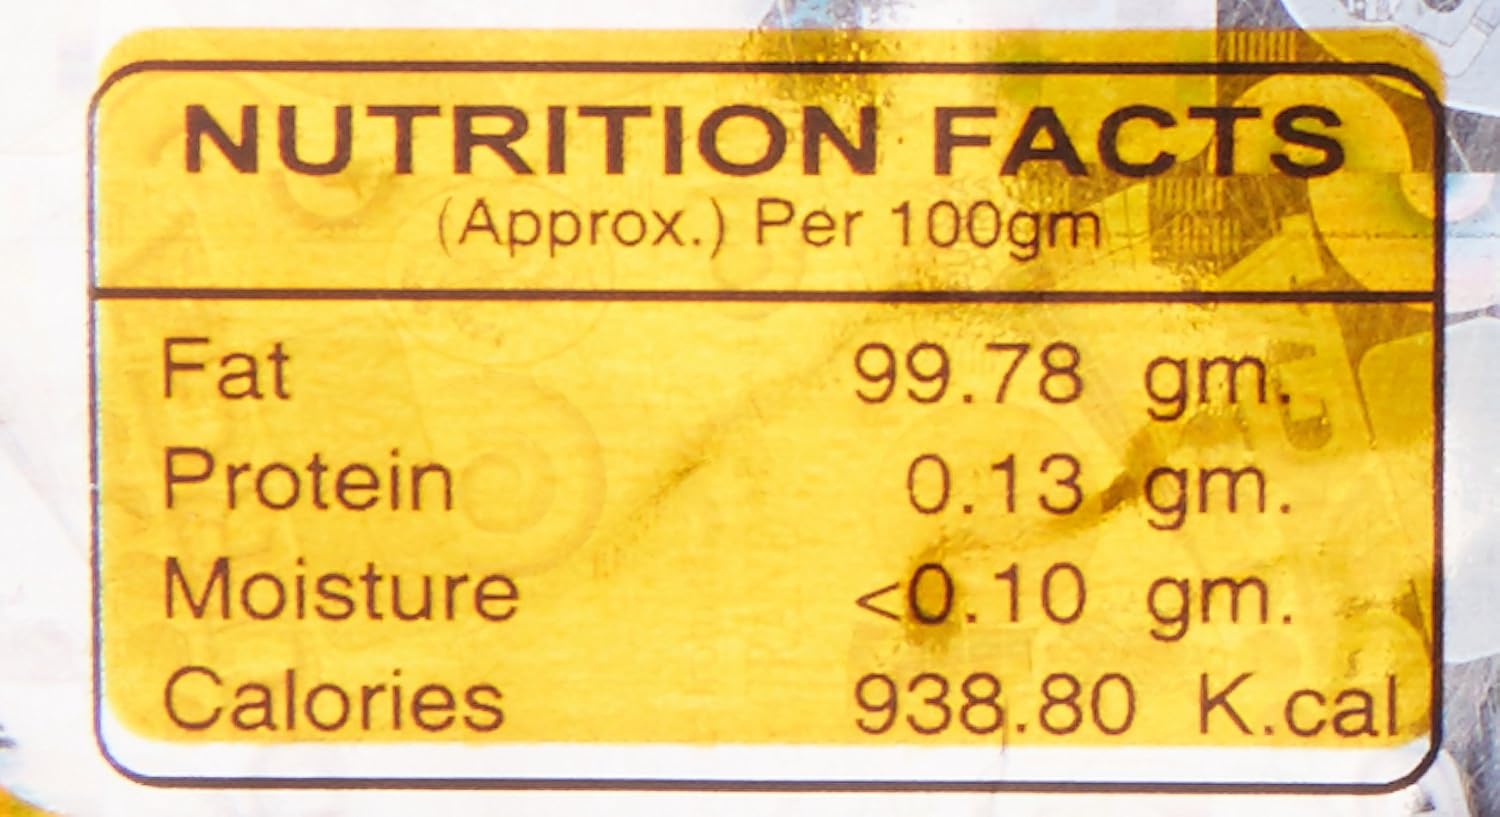 NUTRITION FACTS
(Approx.) Per 100gm
Fat 99.78 gm.
Protein 0.13 gm.
Moisture <0.10 gm.
Calories 938.80 K.cal